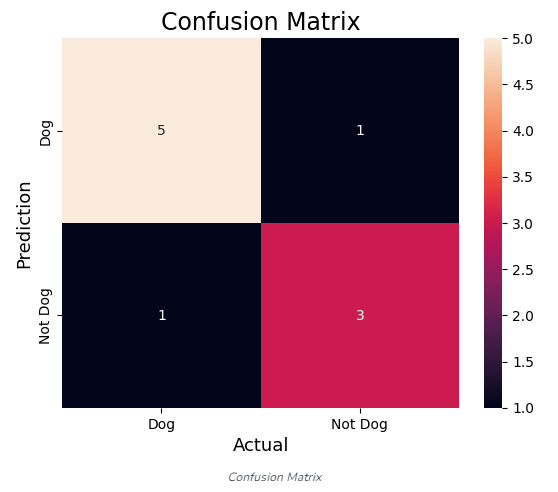 Confusion Matrix
5.0
4.5
4.0
3.5
3.0
2.5
2.0
1.5
1.0
Prediction
Dog
5
1
Not Dog
1
3
Dog
Not Dog
Actual
Confusion Matrix